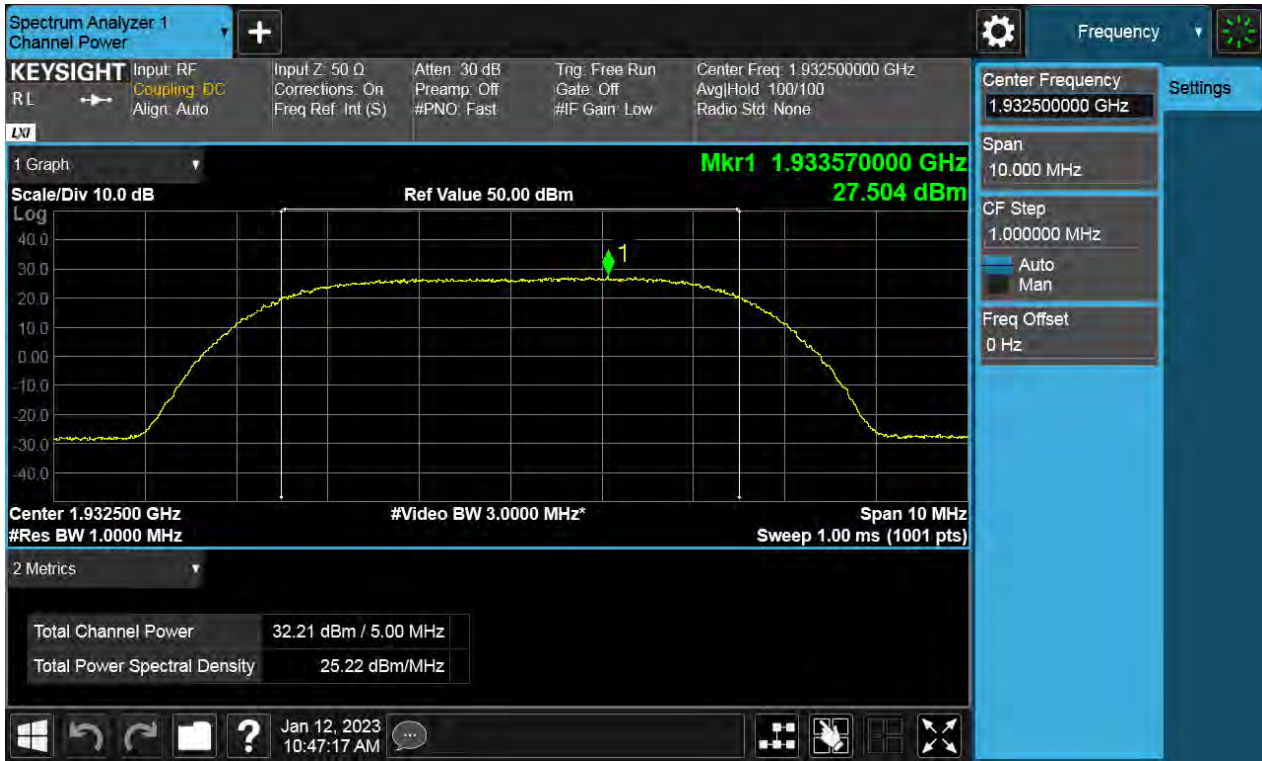 Spectrum Analyzer 1
Channel Power
+
Frequency
KEYSIGHT
RL
LXI
Input: RF
Coupling: DC
Align: Auto
Input Z: 50 Ω
Corrections: On
Freq Ref: Int (S)
Atten: 30 dB
Preamp: Off
#PNO: Fast
Trig: Free Run
Gate: Off
#IF Gain: Low
Center Freq: 1.932500000 GHz
Avg|Hold: 100/100
Radio Std: None
Center Frequency
1.932500000 GHz
Settings
Span
10.000 MHz
CF Step
1.000000 MHz
Auto
Man
Freq Offset
0 Hz
1 Graph
Mkr1 1.933570000 GHz
27.504 dBm
Scale/Div 10.0 dB
Ref Value 50.00 dBm
Log
40.0
30.0
20.0
10.0
0.00
-10.0
-20.0
-30.0
-40.0
1
Center 1.932500 GHz
#Video BW 3.0000 MHz*
Span 10 MHz
#Res BW 1.0000 MHz
Sweep 1.00 ms (1001 pts)
2 Metrics
Total Channel Power 32.21 dBm / 5.00 MHz
Total Power Spectral Density 25.22 dBm/MHz
?
Jan 12, 2023
10:47:17 AM